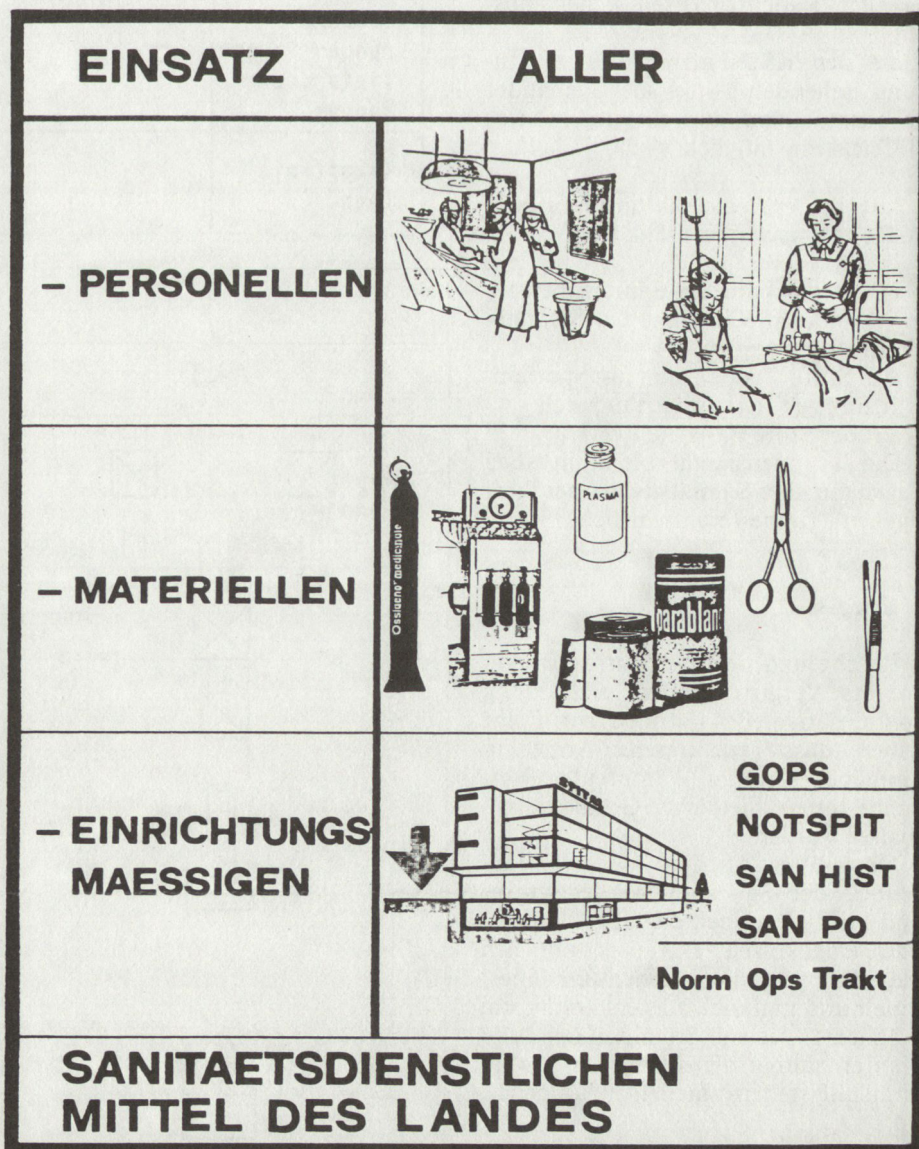 EINSATZ ALLER
– PERSONELLEN
– MATERIELLEN
Ossigeno medicinale
PLASMA
parablanc
– EINRICHTUNGS
MAESSIGEN
SPITAL
GOPS
NOTSPIT
SAN HIST
SAN PO
Norm Ops Trakt
SANITAETSDIENSTLICHEN
MITTEL DES LANDES